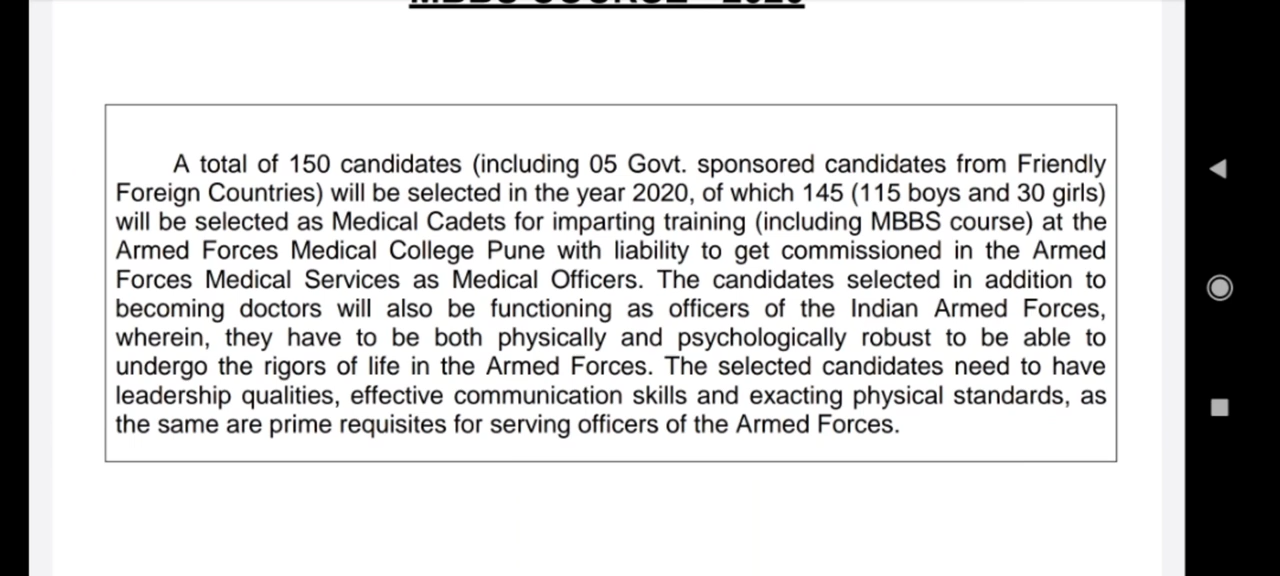 A total of 150 candidates (including 05 Govt. sponsored candidates from Friendly
Foreign Countries) will be selected in the year 2020, of which 145 (115 boys and 30 girls)
will be selected as Medical Cadets for imparting training (including MBBS course) at the
Armed Forces Medical College Pune with liability to get commissioned in the Armed
Forces Medical Services as Medical Officers. The candidates selected in addition to
becoming doctors will also be functioning as officers of the Indian Armed Forces,
wherein, they have to be both physically and psychologically robust to be able to
undergo the rigors of life in the Armed Forces. The selected candidates need to have
leadership qualities, effective communication skills and exacting physical standards, as
the same are prime requisites for serving officers of the Armed Forces.